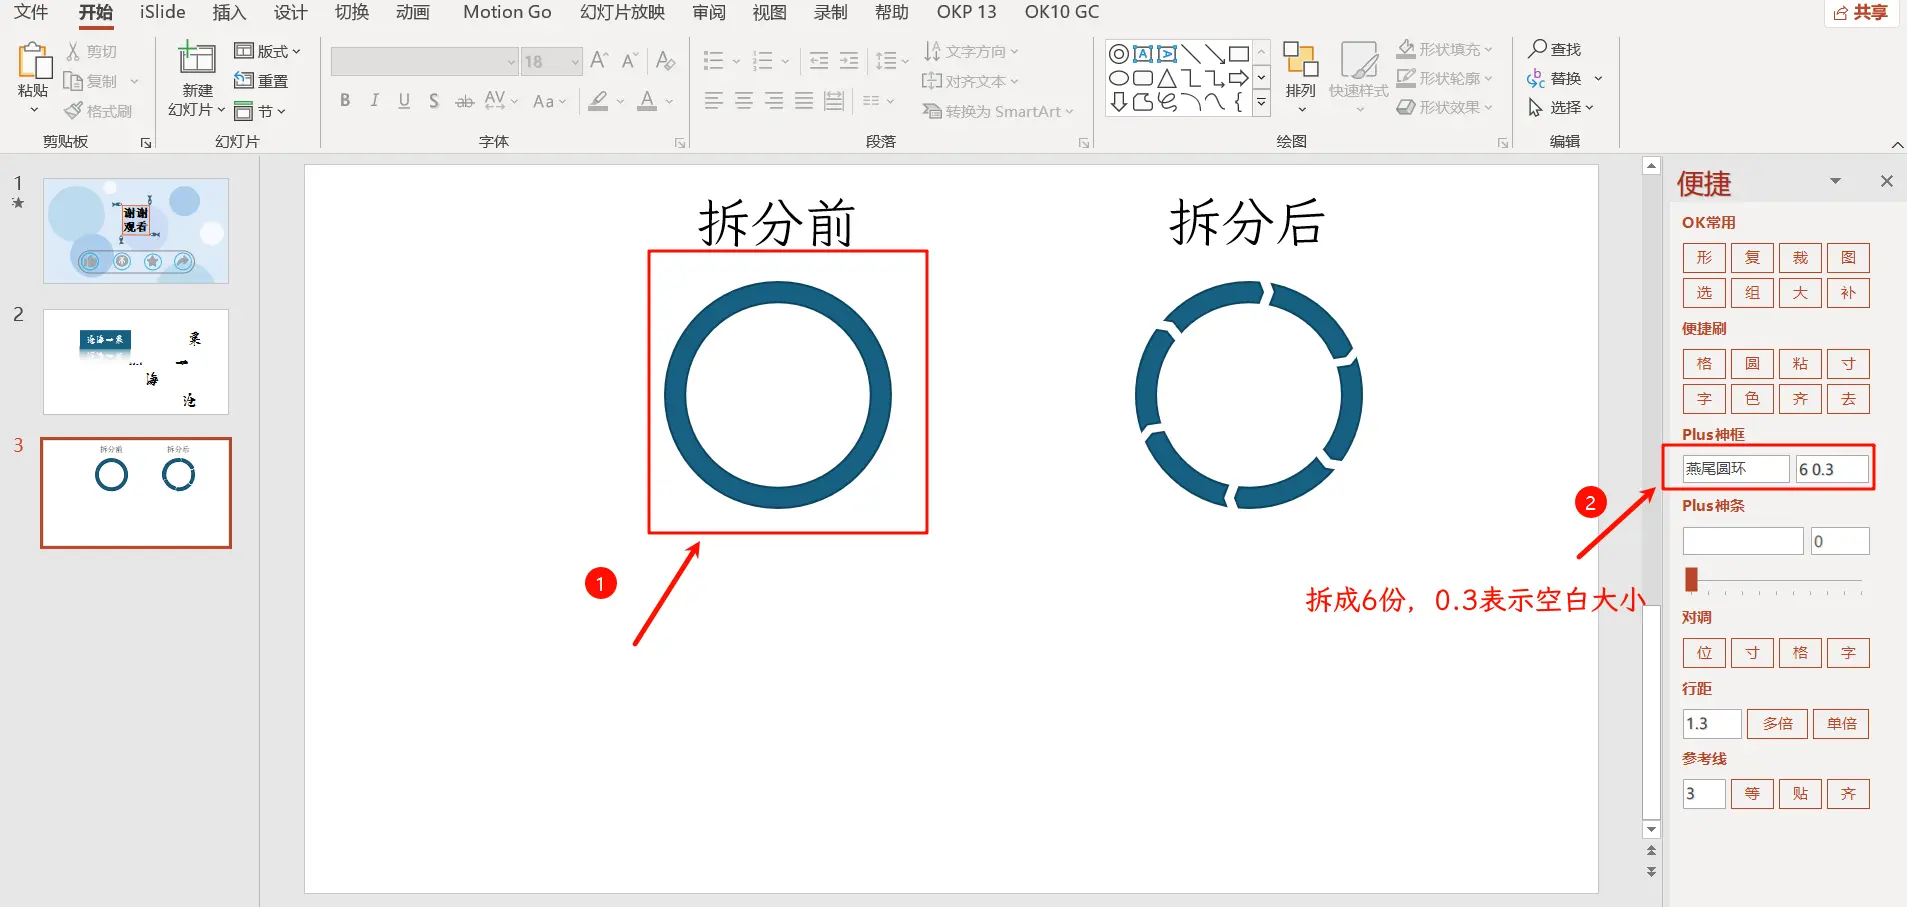 文件 开始 iSlide 插入 设计 切换 动画 Motion Go 幻灯片放映 审阅 视图 录制 帮助 OKP 13 OK10 GC 共享
粘贴 剪切 复制 格式刷
新建 幻灯片 版式 重置 节
18
B I U S ab AV Aa A
文字方向
对齐文本
转换为 SmartArt
排列 快速样式
形状填充
形状轮廓
形状效果
查找
替换
选择
剪贴板 幻灯片 字体 段落 绘图 编辑
1
谢谢
观看
2
沧海一粟
粟
一
海
沧
3
拆分前 拆分后
拆分前 拆分后
1
2
拆成6份，0.3表示空白大小
便捷
OK常用
形 复 裁 图
选 组 大 补
便捷刷
格 圆 粘 寸
字 色 齐 去
Plus神框
燕尾圆环 6 0.3
Plus神条
0
对调
位 寸 格 字
行距
1.3 多倍 单倍
参考线
3 等 贴 齐